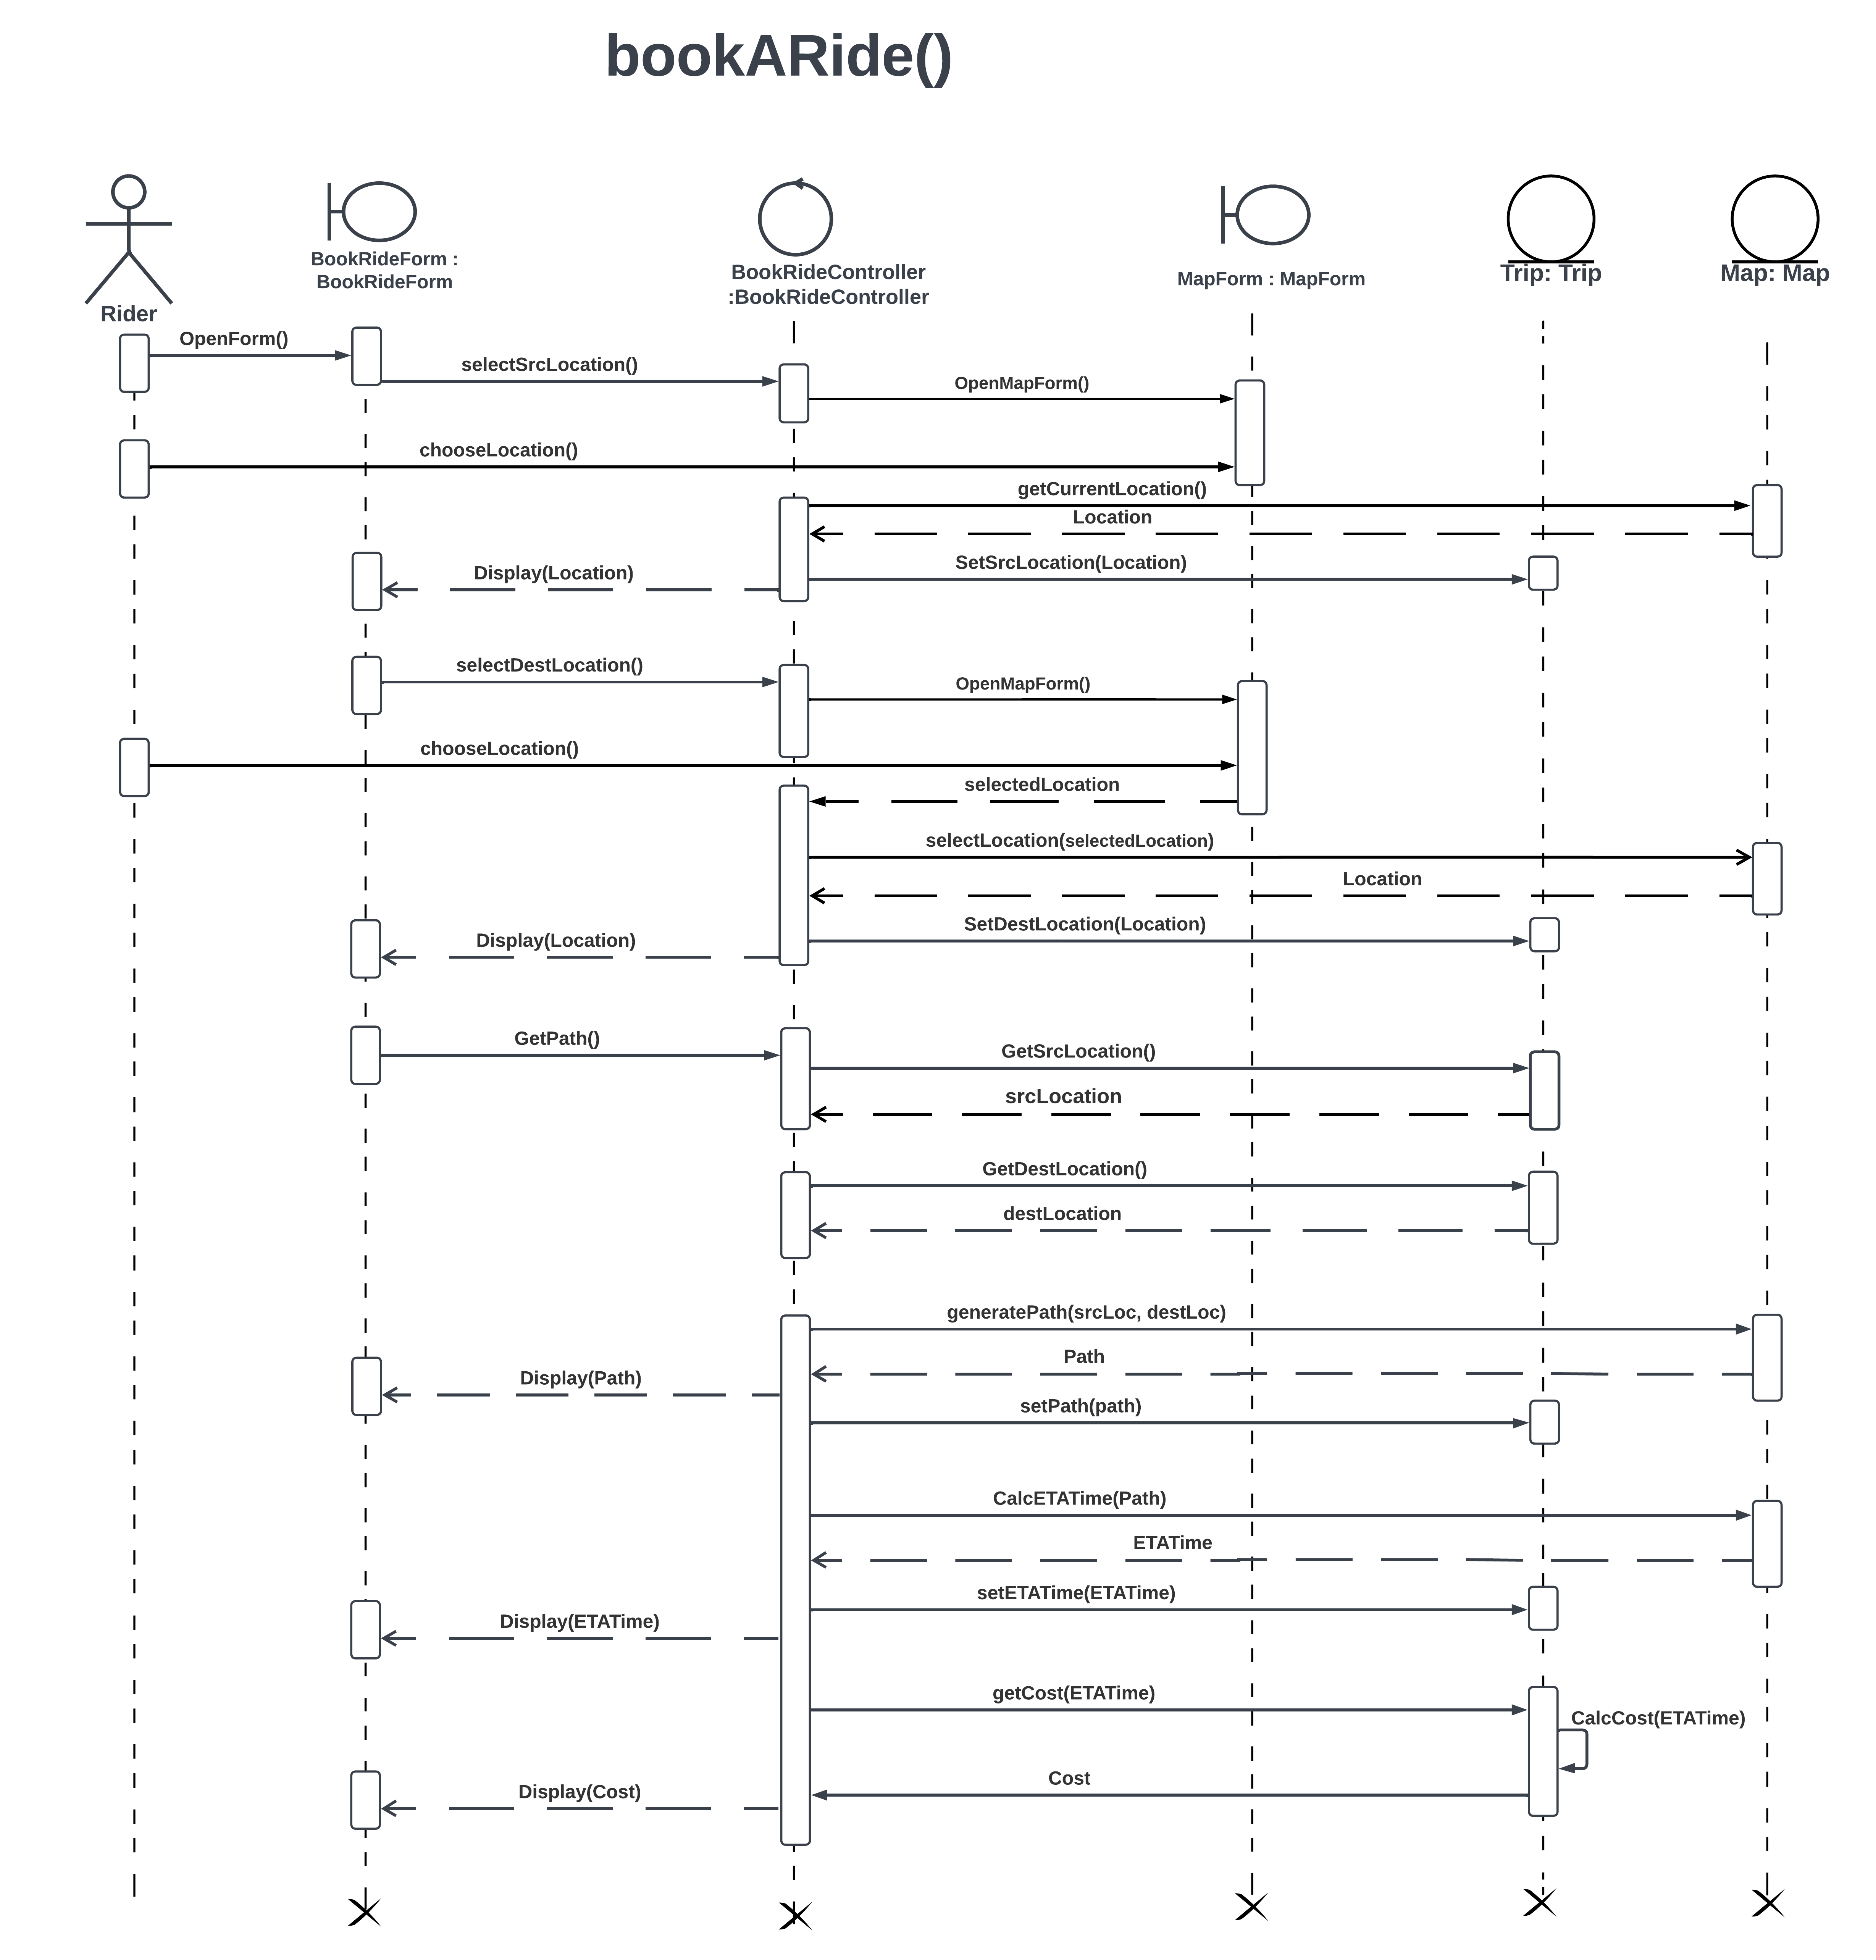 bookARide()
BookRideForm :
BookRideForm
BookRideController
:BookRideController
MapForm : MapForm
Trip: Trip
Map: Map
Rider
OpenForm()
selectSrcLocation()
OpenMapForm()
chooseLocation()
getCurrentLocation()
Location
SetSrcLocation(Location)
Display(Location)
selectDestLocation()
OpenMapForm()
chooseLocation()
selectedLocation
selectLocation(selectedLocation)
Location
SetDestLocation(Location)
Display(Location)
GetPath()
GetSrcLocation()
srcLocation
GetDestLocation()
destLocation
generatePath(srcLoc, destLoc)
Path
Display(Path)
setPath(path)
CalcETATime(Path)
ETATime
setETATime(ETATime)
Display(ETATime)
getCost(ETATime)
CalcCost(ETATime)
Cost
Display(Cost)